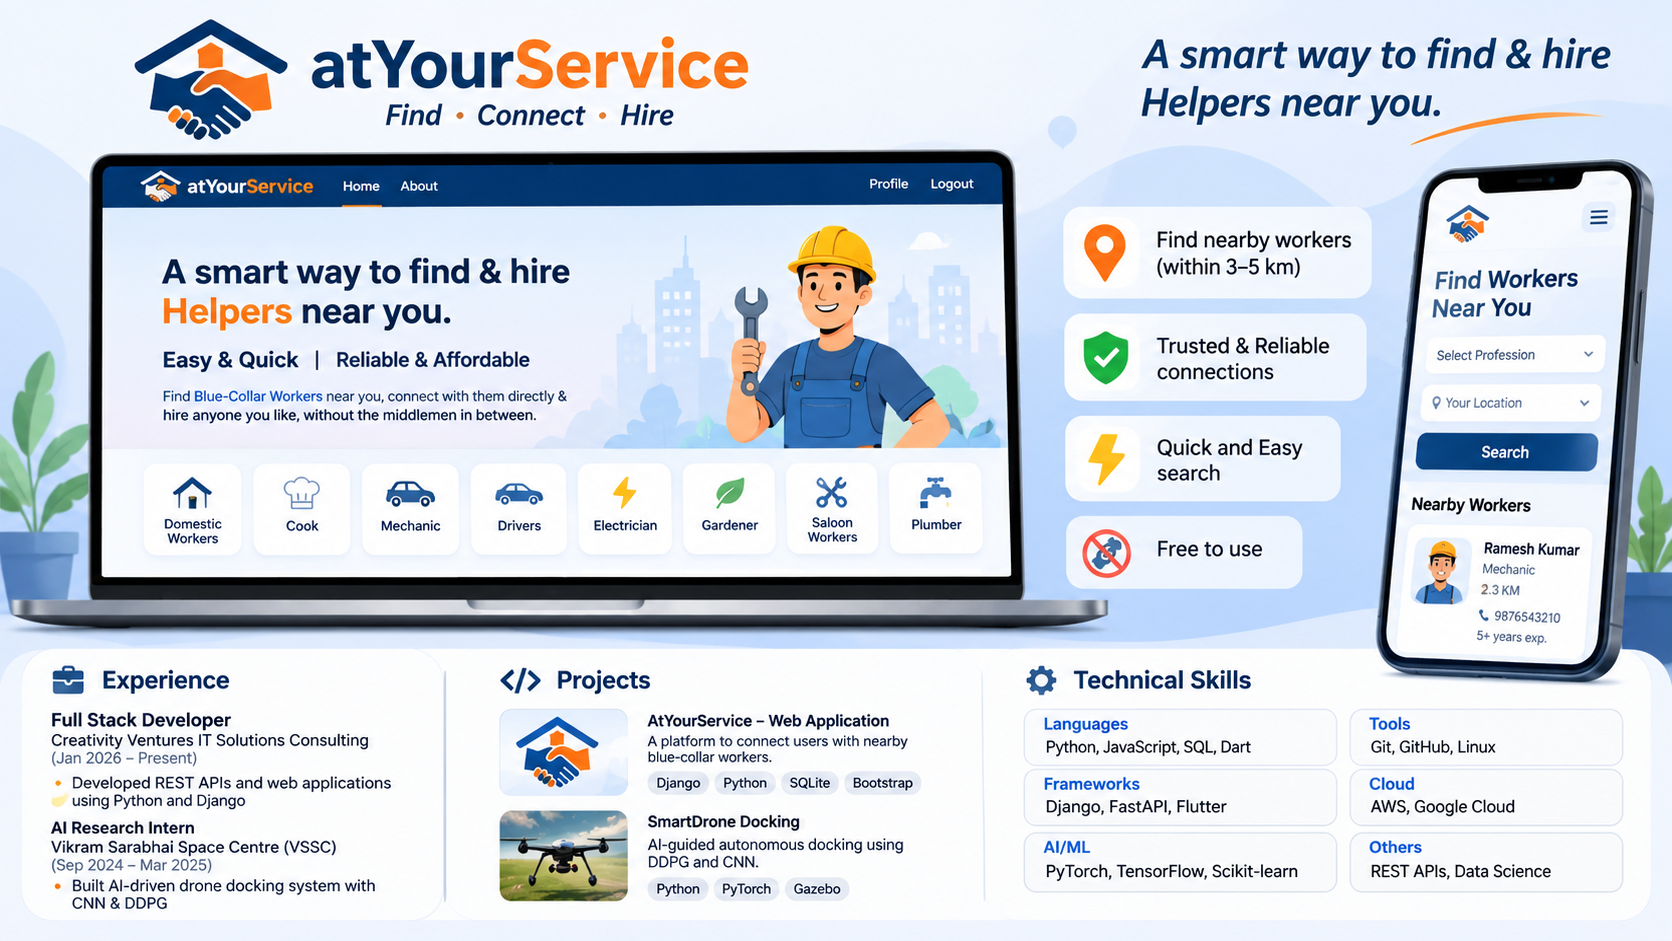 atYourService
Find • Connect • Hire
A smart way to find & hire
Helpers near you.
atYourService
Home
About
Profile
Logout
A smart way to find & hire
Helpers near you.
Easy & Quick | Reliable & Affordable
Find Blue-Collar Workers near you, connect with them directly &
hire anyone you like, without the middlemen in between.
Domestic
Workers
Cook
Mechanic
Drivers
Electrician
Gardener
Saloon
Workers
Plumber
Find nearby workers
(within 3–5 km)
Trusted & Reliable
connections
Quick and Easy
search
Free to use
Find Workers
Near You
Select Profession
Your Location
Search
Nearby Workers
Ramesh Kumar
Mechanic
2.3 KM
9876543210
5+ years exp.
Experience
Full Stack Developer
Creativity Ventures IT Solutions Consulting
(Jan 2026 – Present)
• Developed REST APIs and web applications
using Python and Django
AI Research Intern
Vikram Sarabhai Space Centre (VSSC)
(Sep 2024 – Mar 2025)
• Built AI-driven drone docking system with
CNN & DDPG
</> Projects
AtYourService – Web Application
A platform to connect users with nearby
blue-collar workers.
Django
Python
SQLite
Bootstrap
SmartDrone Docking
AI-guided autonomous docking using
DDPG and CNN.
Python
PyTorch
Gazebo
Technical Skills
Languages
Python, JavaScript, SQL, Dart
Tools
Git, GitHub, Linux
Frameworks
Django, FastAPI, Flutter
Cloud
AWS, Google Cloud
AI/ML
PyTorch, TensorFlow, Scikit-learn
Others
REST APIs, Data Science